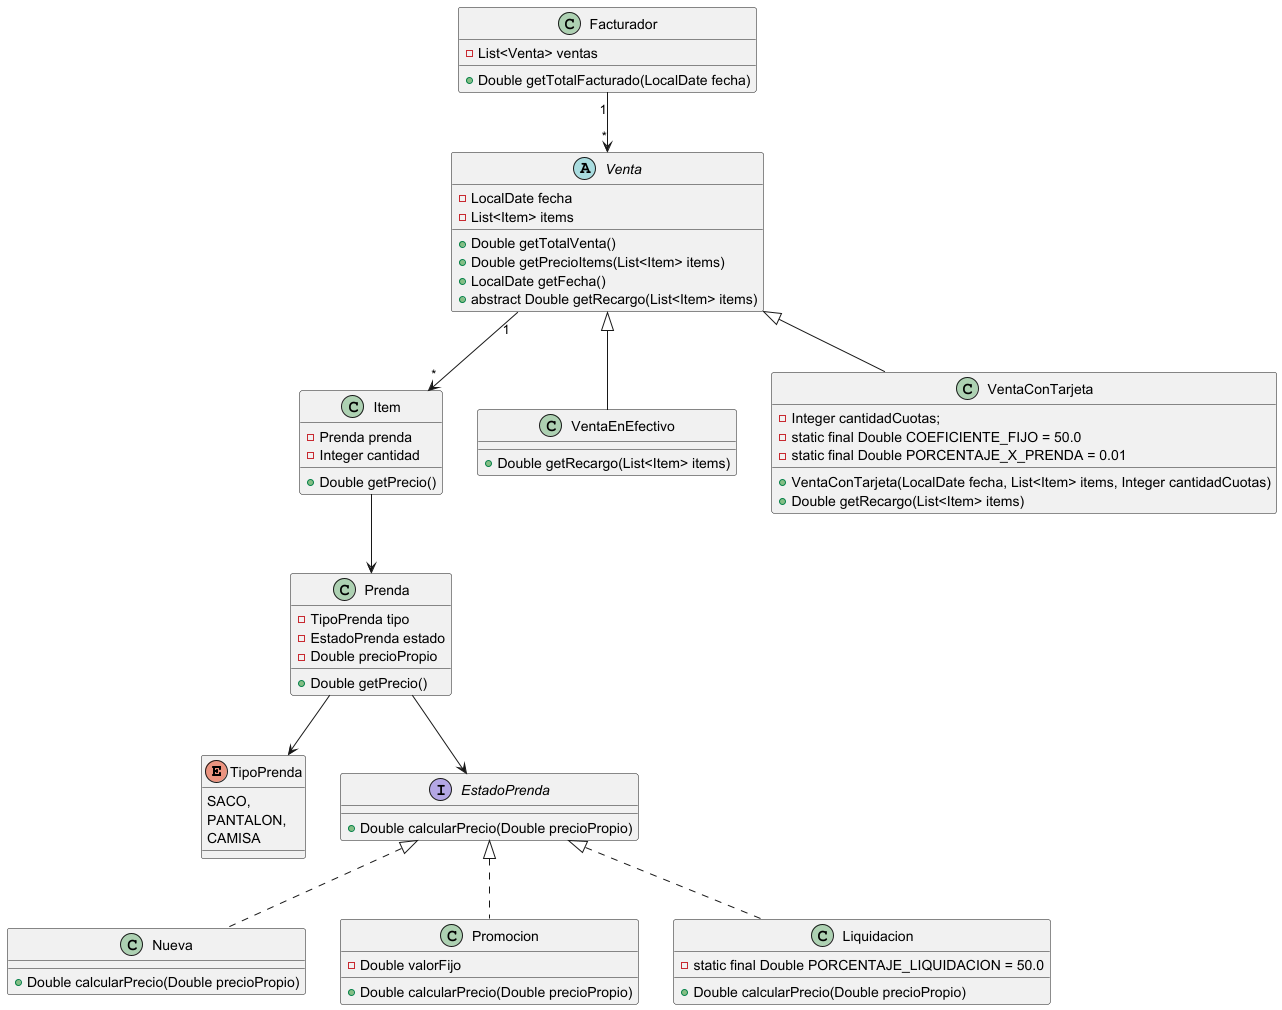 C Facturador
List<Venta> ventas
Double getTotalFacturado(LocalDate fecha)
1
*
A Venta
LocalDate fecha
List<Item> items
Double getTotalVenta()
Double getPrecioItems(List<Item> items)
LocalDate getFecha()
abstract Double getRecargo(List<Item> items)
1
*
C Item
Prenda prenda
Integer cantidad
Double getPrecio()
C VentaEnEfectivo
Double getRecargo(List<Item> items)
C VentaConTarjeta
Integer cantidadCuotas;
static final Double COEFICIENTE_FIJO = 50.0
static final Double PORCENTAJE_X_PRENDA = 0.01
VentaConTarjeta(LocalDate fecha, List<Item> items, Integer cantidadCuotas)
Double getRecargo(List<Item> items)
C Prenda
TipoPrenda tipo
EstadoPrenda estado
Double precioPropio
Double getPrecio()
E TipoPrenda
SACO,
PANTALON,
CAMISA
I EstadoPrenda
Double calcularPrecio(Double precioPropio)
C Nueva
Double calcularPrecio(Double precioPropio)
C Promocion
Double valorFijo
Double calcularPrecio(Double precioPropio)
C Liquidacion
static final Double PORCENTAJE_LIQUIDACION = 50.0
Double calcularPrecio(Double precioPropio)